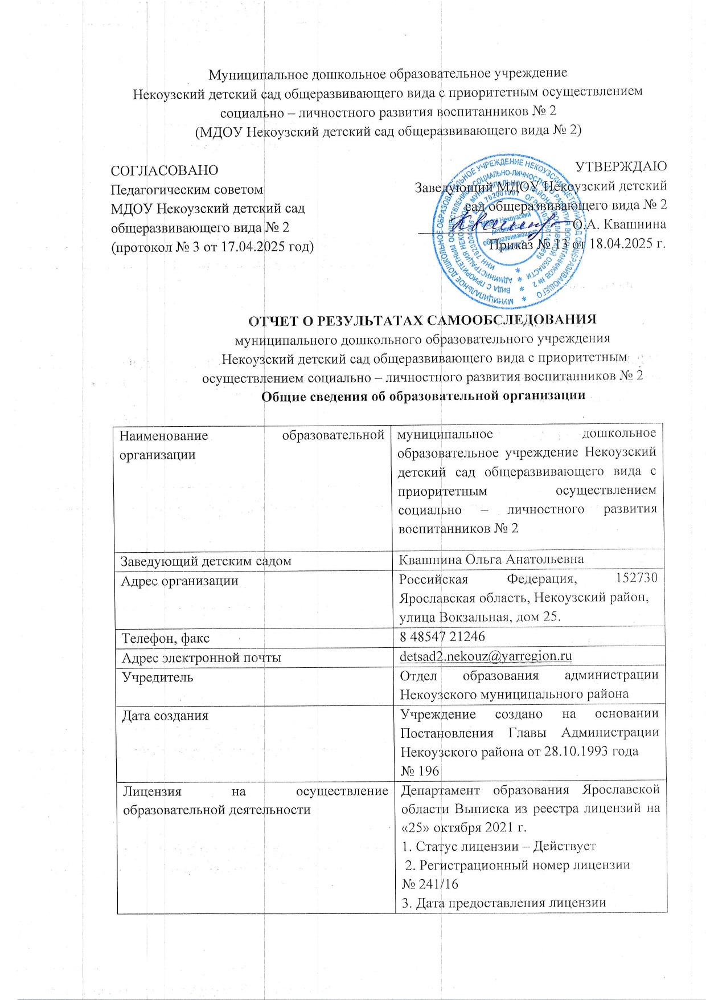 Муниципальное дошкольное образовательное учреждение
Некоузский детский сад общеразвивающего вида с приоритетным осуществлением
социально – личностного развития воспитанников № 2
(МДОУ Некоузский детский сад общеразвивающего вида № 2)
СОГЛАСОВАНО
Педагогическим советом
МДОУ Некоузский детский сад
общеразвивающего вида № 2
(протокол № 3 от 17.04.2025 год)
УТВЕРЖДАЮ
Заведующий МДОУ Некоузский детский
сад общеразвивающего вида № 2
О.А. Квашнина
Приказ № 13 от 18.04.2025 г.
ОТЧЕТ О РЕЗУЛЬТАТАХ САМООБСЛЕДОВАНИЯ
муниципального дошкольного образовательного учреждения
Некоузский детский сад общеразвивающего вида с приоритетным
осуществлением социально – личностного развития воспитанников № 2
Общие сведения об образовательной организации
Наименование образовательной
организации
муниципальное дошкольное
образовательное учреждение Некоузский
детский сад общеразвивающего вида с
приоритетным осуществлением
социально – личностного развития
воспитанников № 2
Заведующий детским садом
Квашнина Ольга Анатольевна
Адрес организации
Российская Федерация, 152730
Ярославская область, Некоузский район,
улица Вокзальная, дом 25.
Телефон, факс
8 48547 21246
Адрес электронной почты
detsad2.nekouz@yarregion.ru
Учредитель
Отдел образования администрации
Некоузского муниципального района
Дата создания
Учреждение создано на основании
Постановления Главы Администрации
Некоузского района от 28.10.1993 года
№ 196
Лицензия на осуществление
образовательной деятельности
Департамент образования Ярославской
области Выписка из реестра лицензий на
«25» октября 2021 г.
1. Статус лицензии – Действует
2. Регистрационный номер лицензии
№ 241/16
3. Дата предоставления лицензии